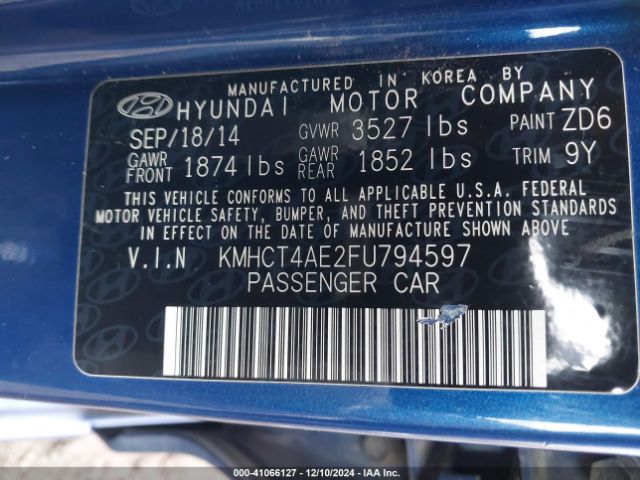 MANUFACTURED IN KOREA BY
HYUNDAI MOTOR COMPANY
SEP/18/14 GVWR 3527 lbs PAINT ZD6
GAWR FRONT 1874 lbs GAWR REAR 1852 lbs TRIM 9Y
THIS VEHICLE CONFORMS TO ALL APPLICABLE U.S.A. FEDERAL
MOTOR VEHICLE SAFETY, BUMPER, AND THEFT PREVENTION
STANDARDS IN EFFECT ON THE DATE OF MANUFACTURE SHOWN ABOVE
V.I.N KMHCT4AE2FU794597
PASSENGER CAR
000-41066127 - 12/10/2024 - IAA Inc.